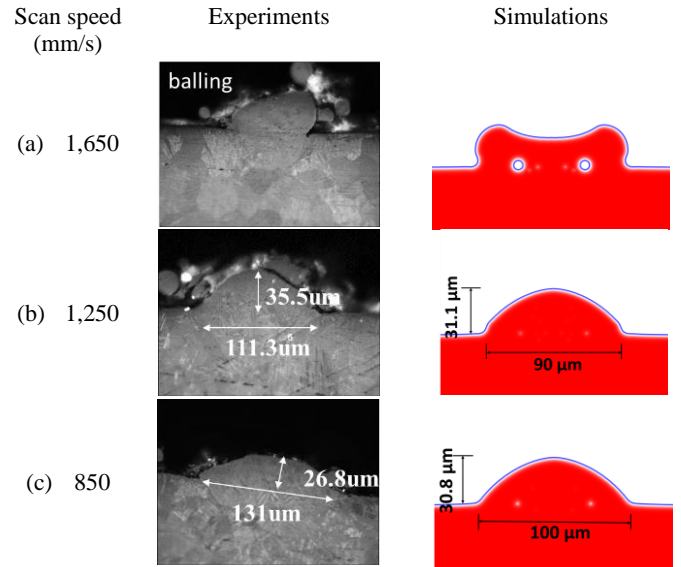 Scan speed
(mm/s)
Experiments
Simulations
(a) 1,650
balling
(b) 1,250
35.5um
111.3um
31.1 µm
90 µm
(c) 850
26.8um
131um
30.8 µm
100 µm